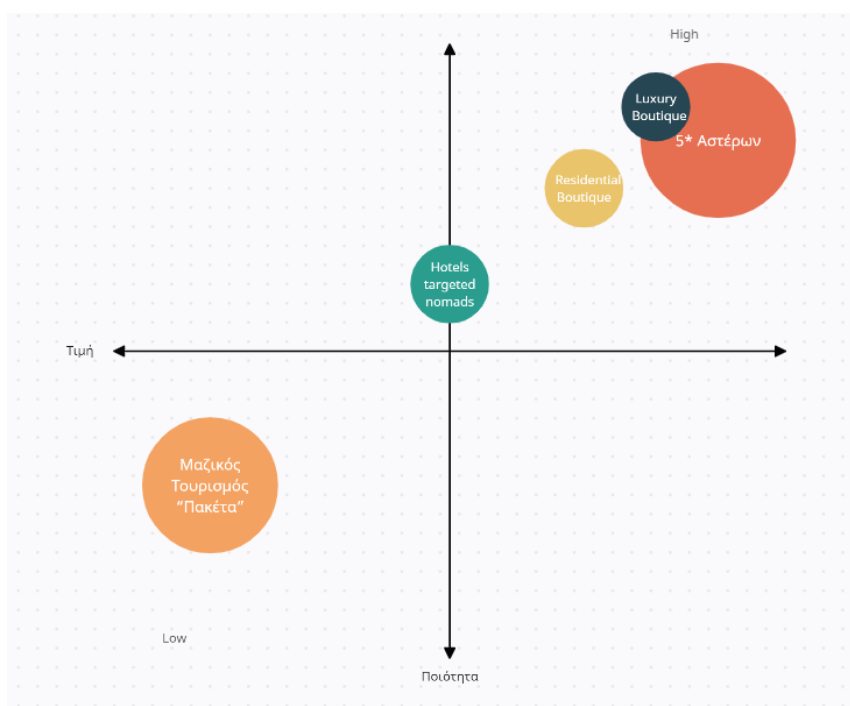 High
Luxury
Boutique
5* Αστέρων
Residential
Boutique
Hotels
targeted
nomads
Τιμή
Μαζικός
Τουρισμός
“Πακέτα”
Low
Ποιότητα